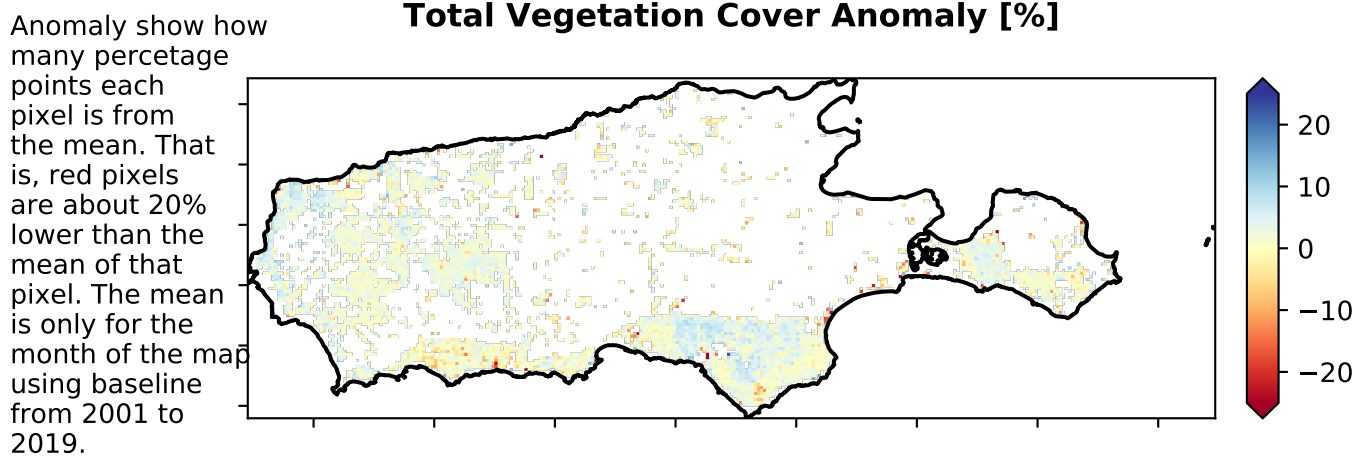 Total Vegetation Cover Anomaly [%]
Anomaly show how
many percetage
points each
pixel is from
the mean. That
is, red pixels
are about 20%
lower than the
mean of that
pixel. The mean
is only for the
month of the map
using baseline
from 2001 to
2019.
20
10
0
−10
−20